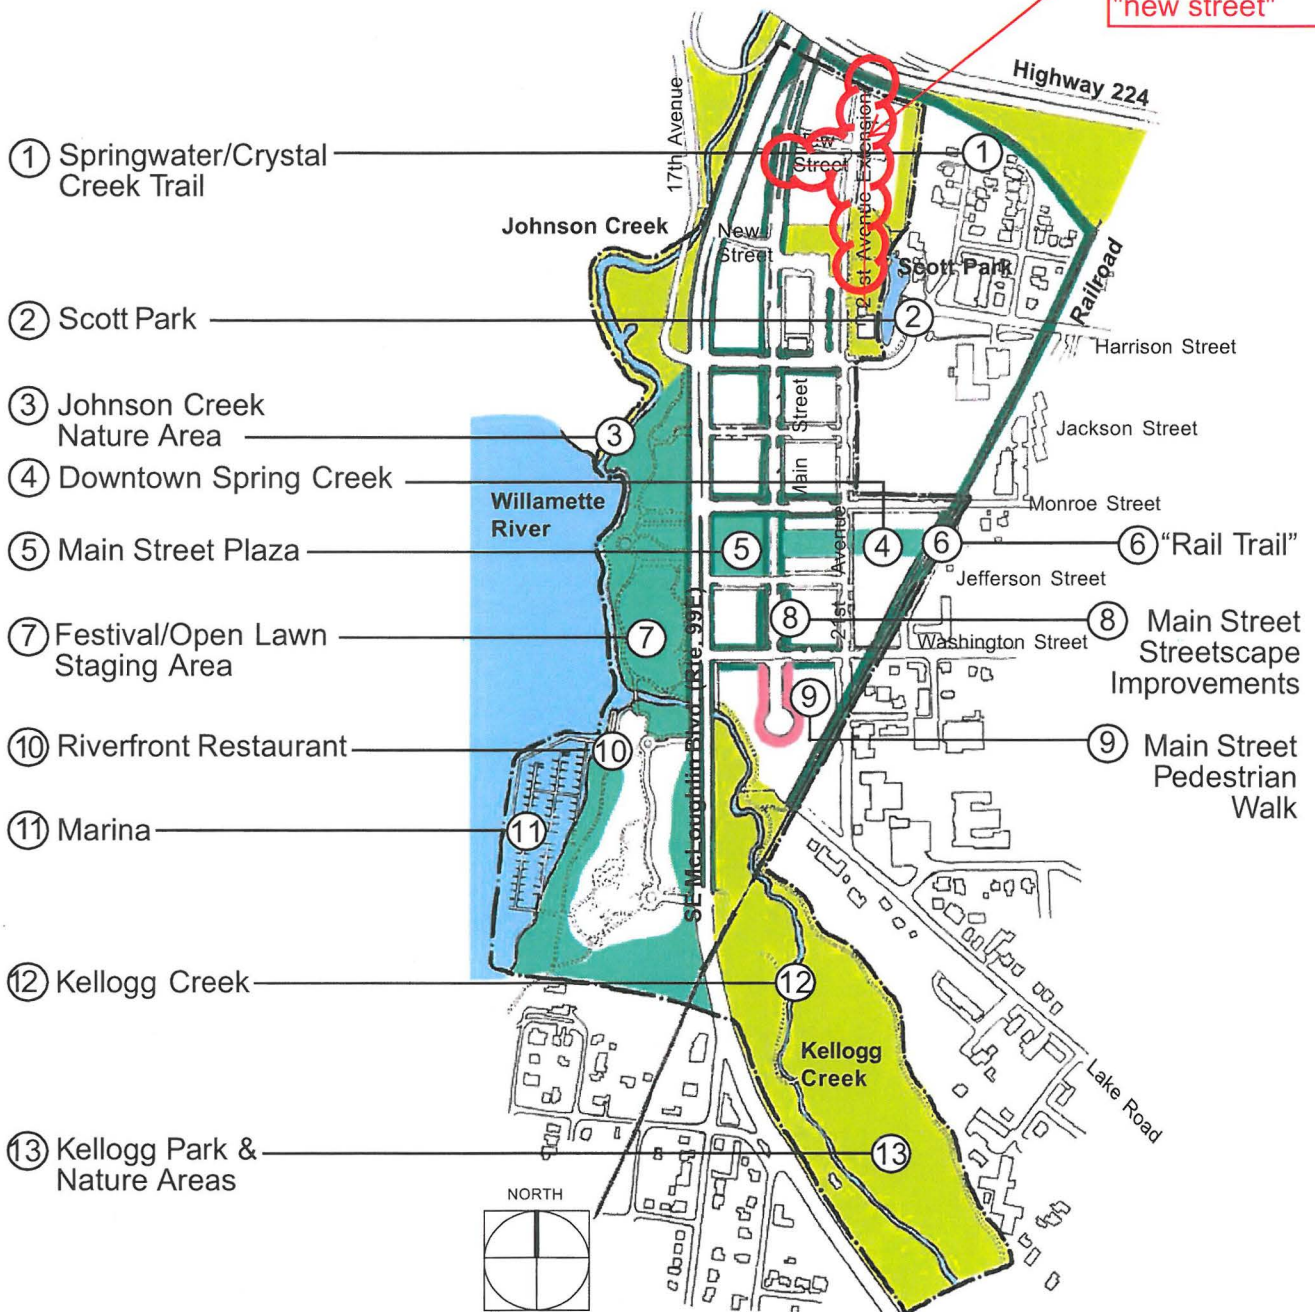 "new street"
Highway 224
17th Avenue
21st Avenue Extension
New
Street
① Springwater/Crystal
Creek Trail
①
Johnson Creek
New
Street
Scott Park
Railroad
② Scott Park
②
Harrison Street
③ Johnson Creek
Nature Area
③
Main Street
Jackson Street
④ Downtown Spring Creek
Willamette
River
Monroe Street
⑤ Main Street Plaza
⑤
④
⑥
⑥ "Rail Trail"
21st Avenue
Jefferson Street
⑦ Festival/Open Lawn
Staging Area
⑦
⑧
Washington Street
⑧ Main Street
Streetscape
Improvements
SE McLoughlin Blvd. (Rte. 99E)
⑨
⑩ Riverfront Restaurant
⑩
⑨ Main Street
Pedestrian
Walk
⑪ Marina
⑪
⑫ Kellogg Creek
⑫
Kellogg
Creek
Lake Road
⑬ Kellogg Park &
Nature Areas
⑬
NORTH